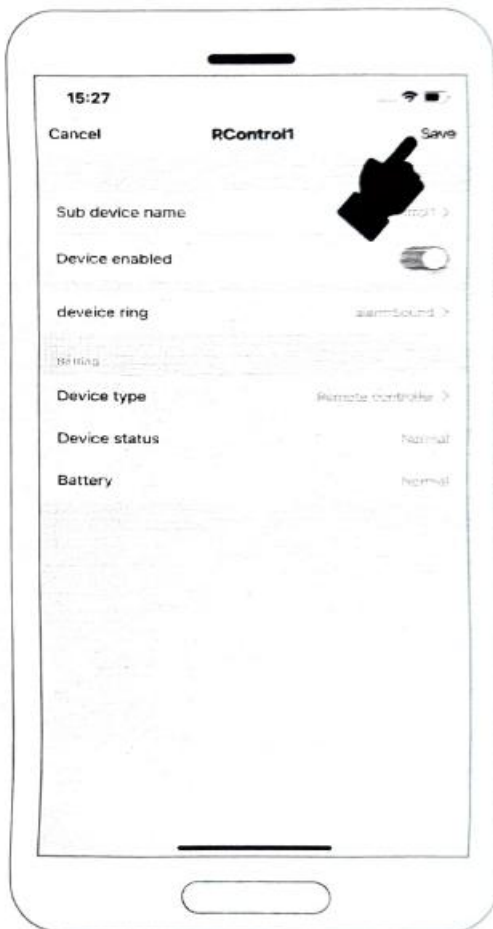 15:27
Cancel RControl1 Save
Sub device name
Device enabled
deveice ring alarmSound >
Setting
Device type Remote controller >
Device status Normal
Battery Normal